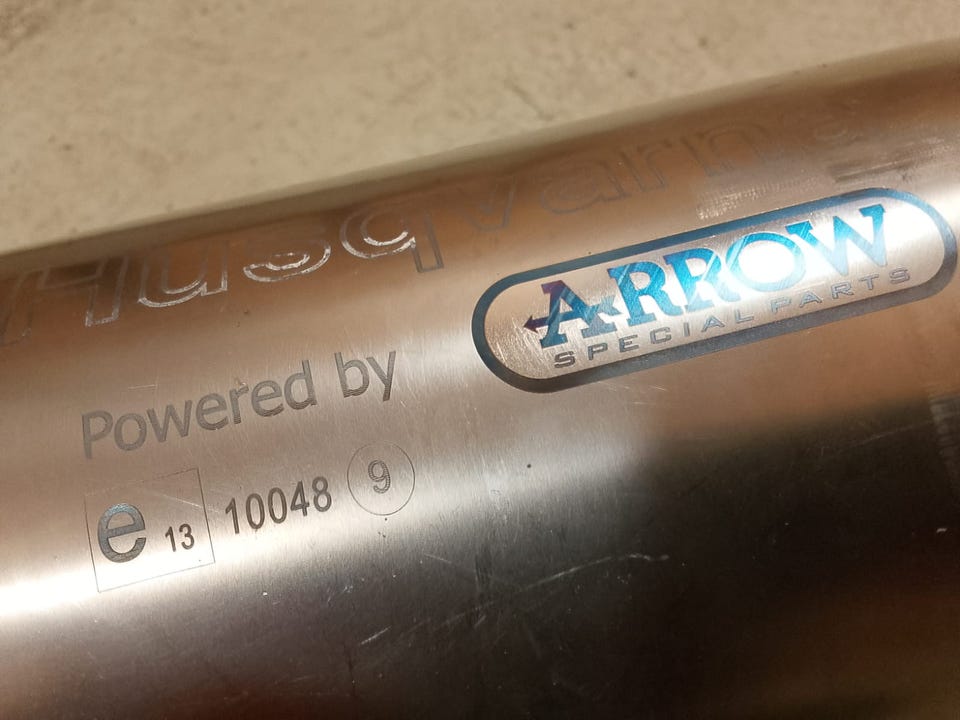 Husqvarna
ARROW
SPECIAL PARTS
Powered by
e 13 10048 9